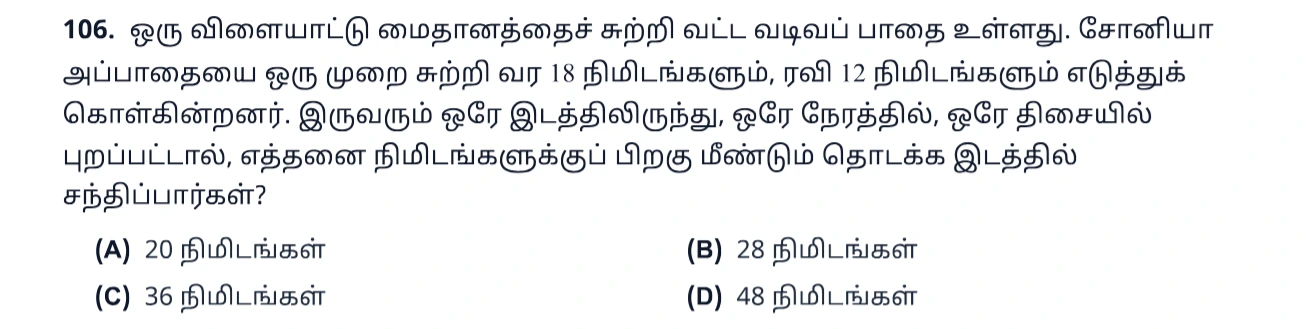 106. ஒரு விளையாட்டு மைதானத்தைச் சுற்றி வட்ட வடிவப் பாதை உள்ளது. சோனியா
அப்பாதையை ஒரு முறை சுற்றி வர 18 நிமிடங்களும், ரவி 12 நிமிடங்களும் எடுத்துக்
கொள்கின்றனர். இருவரும் ஒரே இடத்திலிருந்து, ஒரே நேரத்தில், ஒரே திசையில்
புறப்பட்டால், எத்தனை நிமிடங்களுக்குப் பிறகு மீண்டும் தொடக்க இடத்தில்
சந்திப்பார்கள்?
(A) 20 நிமிடங்கள் (B) 28 நிமிடங்கள்
(C) 36 நிமிடங்கள் (D) 48 நிமிடங்கள்